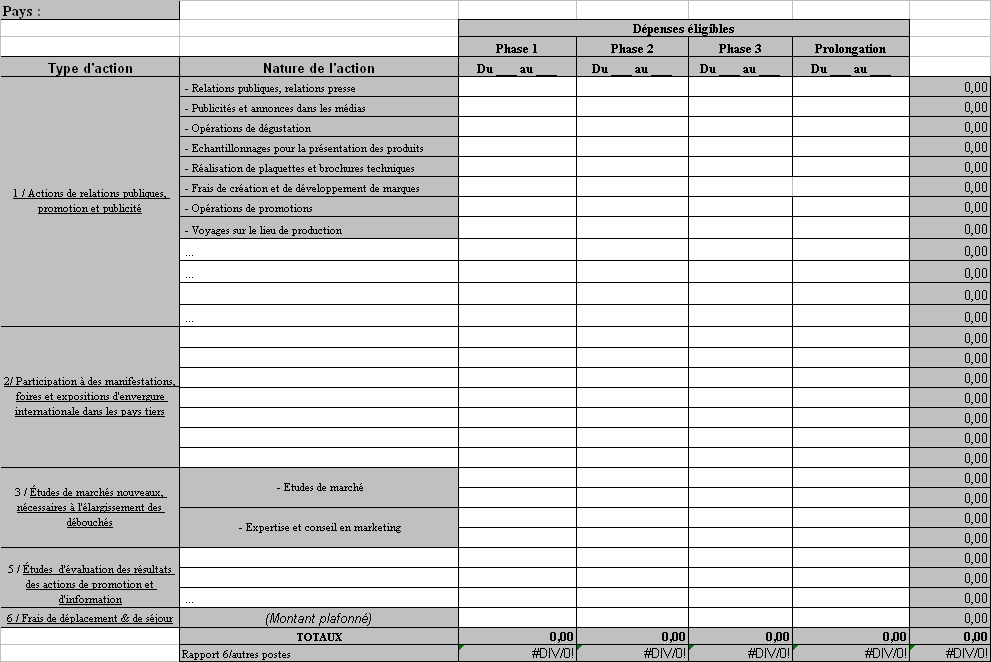 Pays :
Dépenses éligibles
Phase 1 Phase 2 Phase 3 Prolongation
Type d'action Nature de l'action Du ___ au ___ Du ___ au ___ Du ___ au ___ Du ___ au ___
- Relations publiques, relations presse 0,00
- Publicités et annonces dans les médias 0,00
- Opérations de dégustation 0,00
- Echantillonnages pour la présentation des produits 0,00
- Réalisation de plaquettes et brochures techniques 0,00
1 / Actions de relations publiques,
promotion et publicité
- Frais de création et de développement de marques 0,00
- Opérations de promotions 0,00
- Voyages sur le lieu de production 0,00
... 0,00
... 0,00
0,00
... 0,00
0,00
0,00
2/ Participation à des manifestations,
foires et expositions d'envergure
internationale dans les pays tiers
0,00
0,00
0,00
0,00
0,00
3 / Études de marchés nouveaux,
nécessaires à l'élargissement des
débouchés
- Etudes de marché 0,00
0,00
- Expertise et conseil en marketing 0,00
0,00
5 / Études d'évaluation des résultats
des actions de promotion et
d'information
0,00
0,00
... 0,00
6 / Frais de déplacement & de séjour (Montant plafonné) 0,00
TOTAUX 0,00 0,00 0,00 0,00 0,00
Rapport 6/autres postes #DIV/0! #DIV/0! #DIV/0! #DIV/0! #DIV/0!